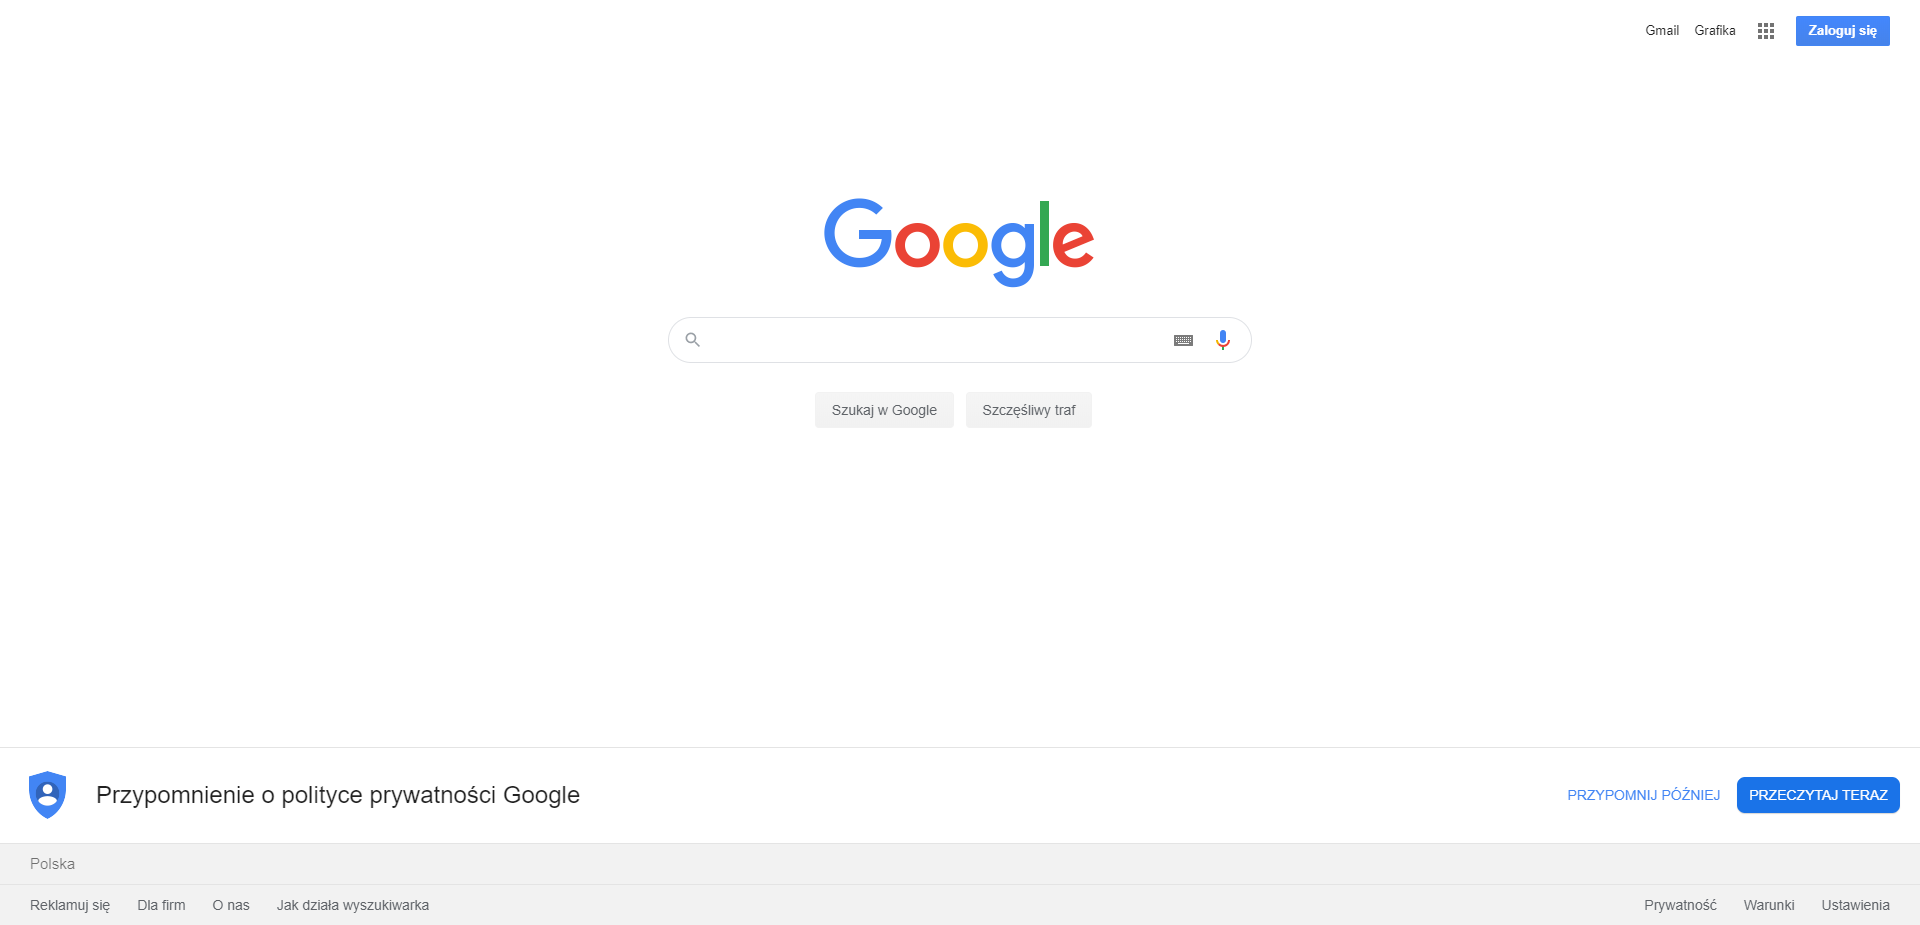 Gmail Grafika Zaloguj się
Google
Szukaj w Google Szczęśliwy traf
Przypomnienie o polityce prywatności Google PRZYPOMNIJ PÓŹNIEJ PRZECZYTAJ TERAZ
Polska
Reklamuj się Dla firm O nas Jak działa wyszukiwarka Prywatność Warunki Ustawienia